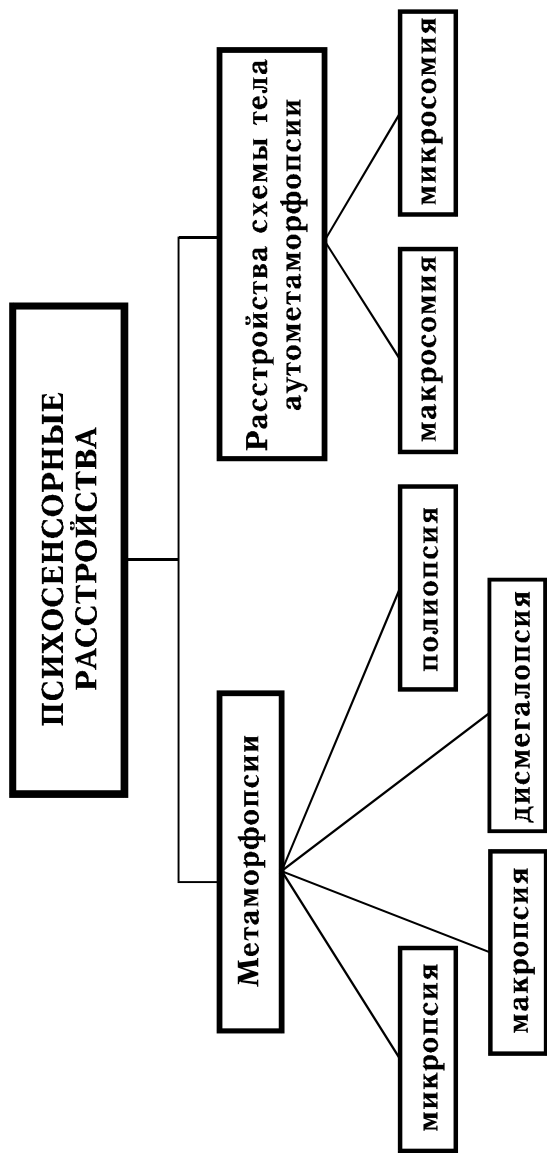 ПСИХОСЕНСОРНЫЕ
РАССТРОЙСТВА
Метаморфопсии
Расстройства схемы тела
аутометаморфопсии
микропсия
макропсия
дисмегалопсия
полиопсия
макросомия
микросомия